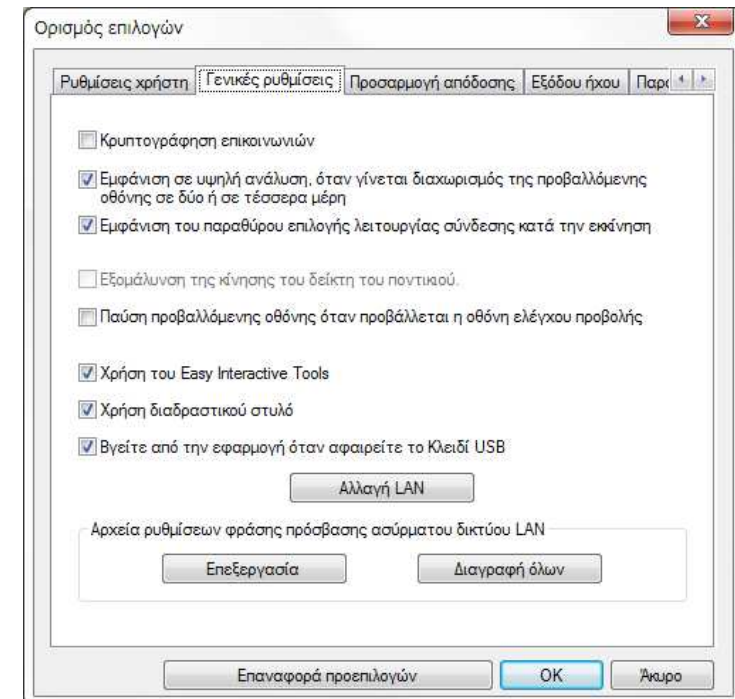 Ορισμός επιλογών
Ρυθμίσεις χρήστη Γενικές ρυθμίσεις Προσαρμογή απόδοσης Εξόδου ήχου Παρα
Κρυπτογράφηση επικοινωνιών
Εμφάνιση σε υψηλή ανάλυση, όταν γίνεται διαχωρισμός της προβαλλόμενης
οθόνης σε δύο ή σε τέσσερα μέρη
Εμφάνιση του παραθύρου επιλογής λειτουργίας σύνδεσης κατά την εκκίνηση
Εξομάλυνση της κίνησης του δείκτη του ποντικιού.
Παύση προβαλλόμενης οθόνης όταν προβάλλεται η οθόνη ελέγχου προβολής
Χρήση του Easy Interactive Tools
Χρήση διαδραστικού στυλό
Βγείτε από την εφαρμογή όταν αφαιρείτε το Κλειδί USB
Αλλαγή LAN
Αρχεία ρυθμίσεων φράσης πρόσβασης ασύρματου δικτύου LAN
Επεξεργασία Διαγραφή όλων
Επαναφορά προεπιλογών OK Άκυρο